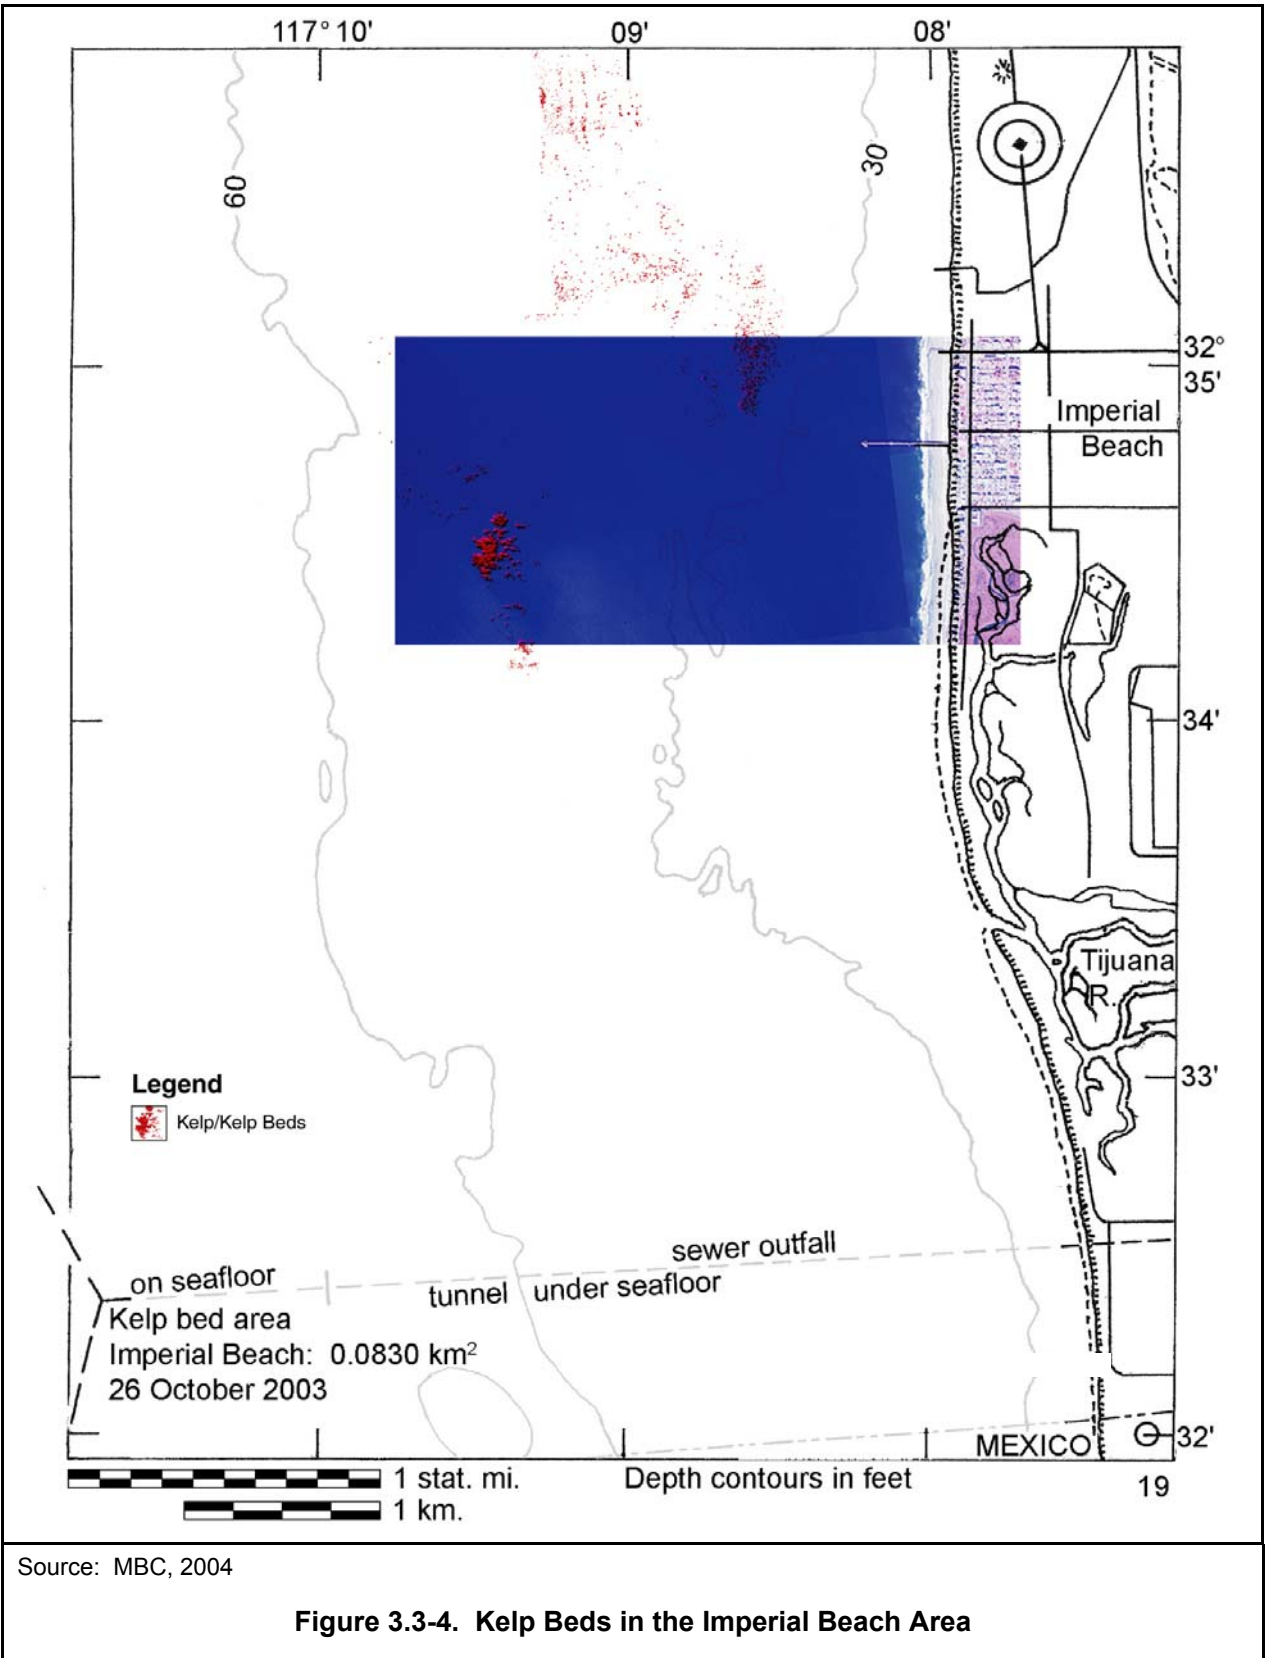 117° 10' 09' 08'
60
30
32°
35'
Imperial
Beach
34'
Tijuana
R.
33'
Legend
Kelp/Kelp Beds
sewer outfall
on seafloor
tunnel under seafloor
Kelp bed area
Imperial Beach: 0.0830 km²
26 October 2003
MEXICO
32'
1 stat. mi.
Depth contours in feet
19
1 km.
Source: MBC, 2004
Figure 3.3-4. Kelp Beds in the Imperial Beach Area